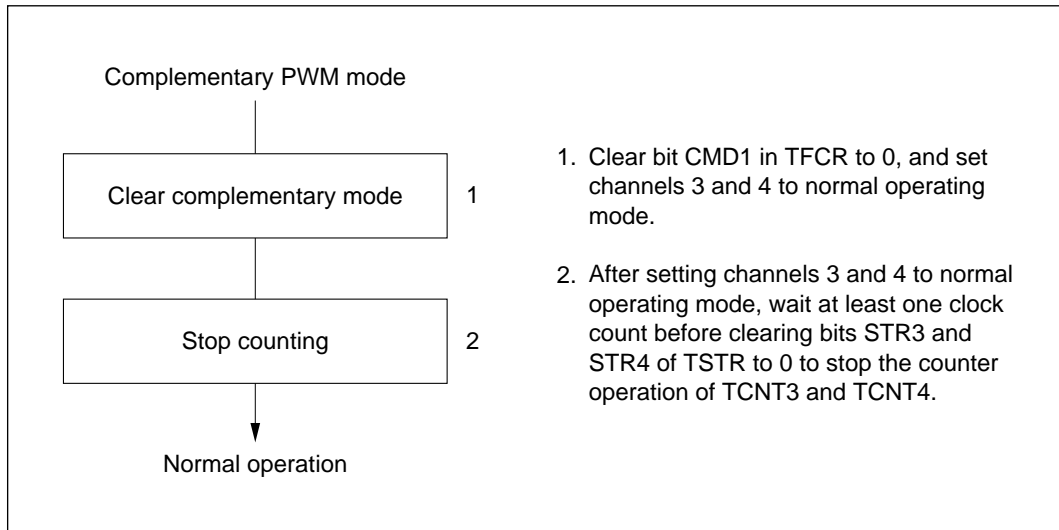 Complementary PWM mode
Clear complementary mode
1
Stop counting
2
Normal operation
1. Clear bit CMD1 in TFCR to 0, and set
channels 3 and 4 to normal operating
mode.
2. After setting channels 3 and 4 to normal
operating mode, wait at least one clock
count before clearing bits STR3 and
STR4 of TSTR to 0 to stop the counter
operation of TCNT3 and TCNT4.